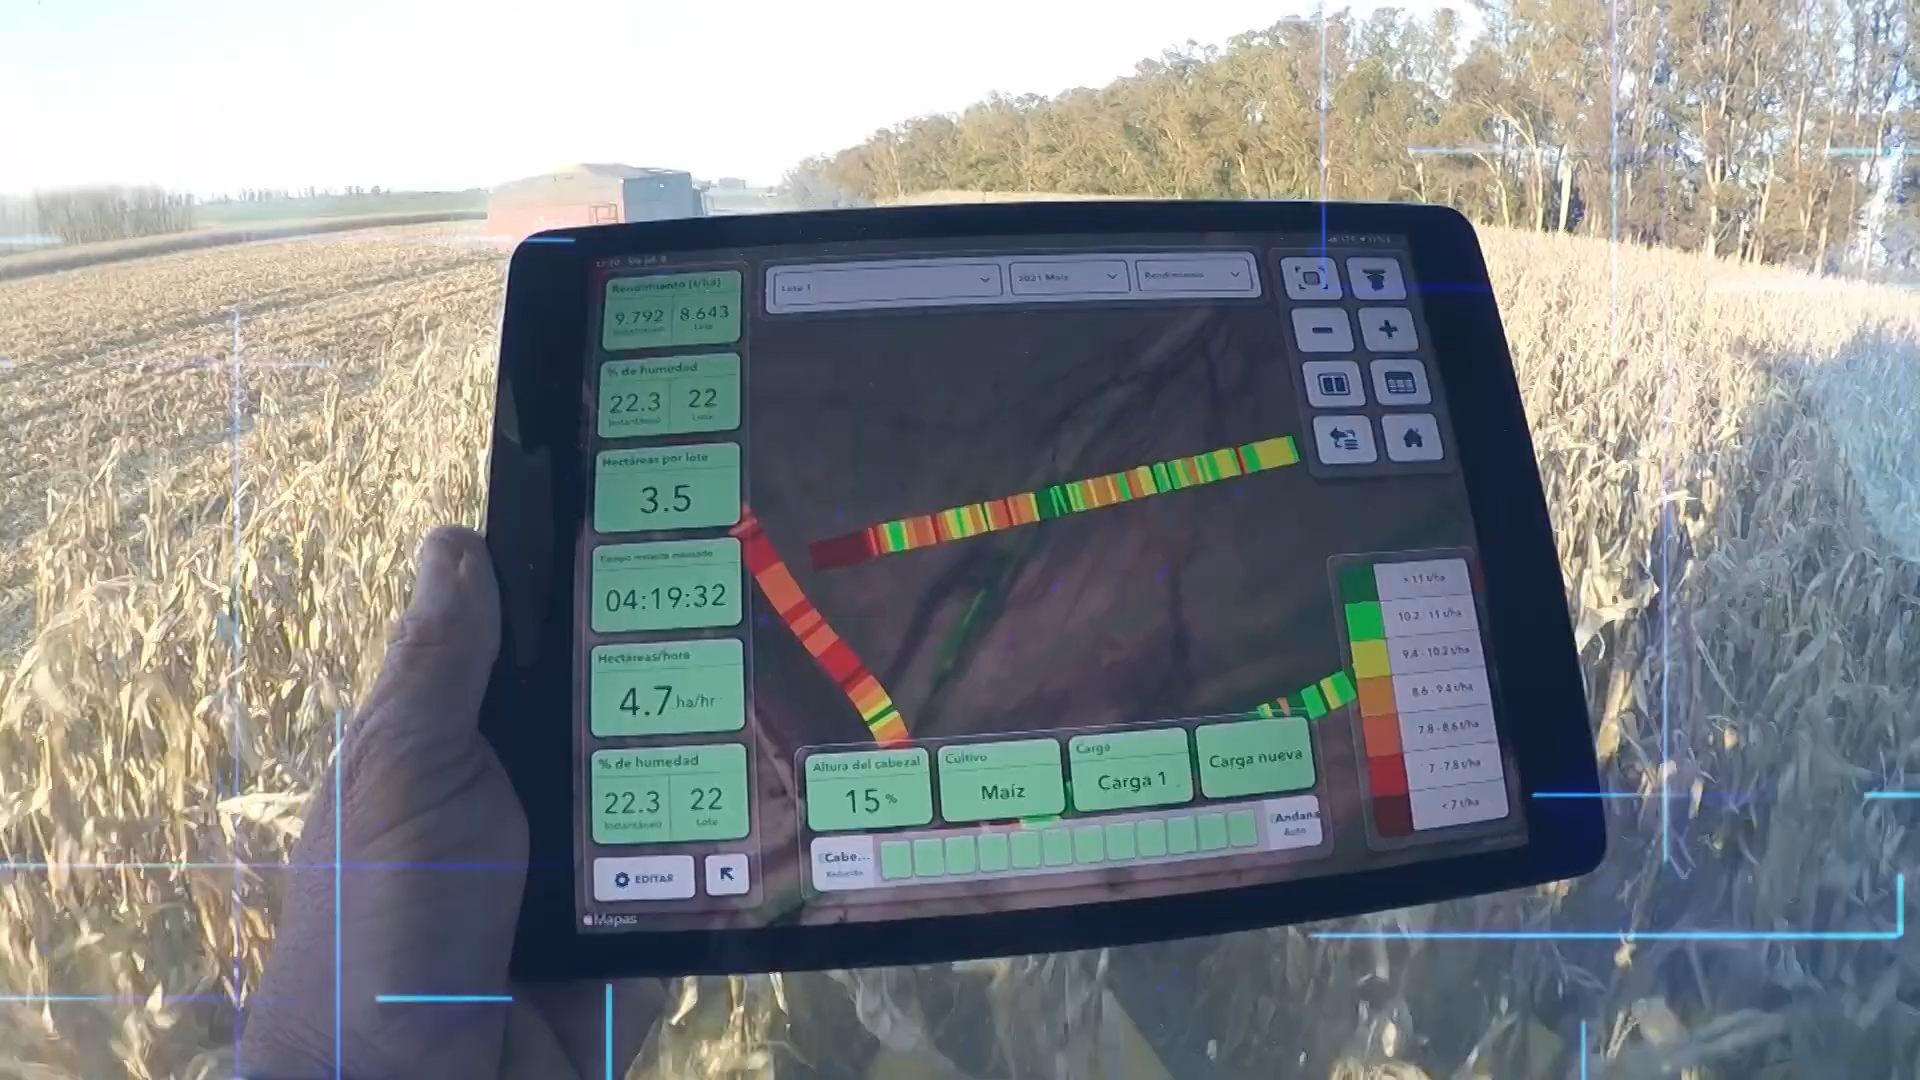 Rendimiento (t/ha)
9.792 8.643
Instantáneo Lote
% de humedad
22.3 22
Instantáneo Lote
Hectáreas por lote
3.5
04:19:32
Hectáreas/hora
4.7 ha/hr
% de humedad
22.3 22
Instantáneo Lote
EDITAR
Mapas
Lote 1
2021 Maíz
Rendimiento
> 11 t/ha
10.2 - 11 t/ha
9.4 - 10.2 t/ha
8.6 - 9.4 t/ha
7.8 - 8.6 t/ha
7 - 7.8 t/ha
< 7 t/ha
Altura del cabezal
15 %
Cultivo
Maíz
Carga
Carga 1
Carga nueva
Cabe...
Reducido
Andana
Auto